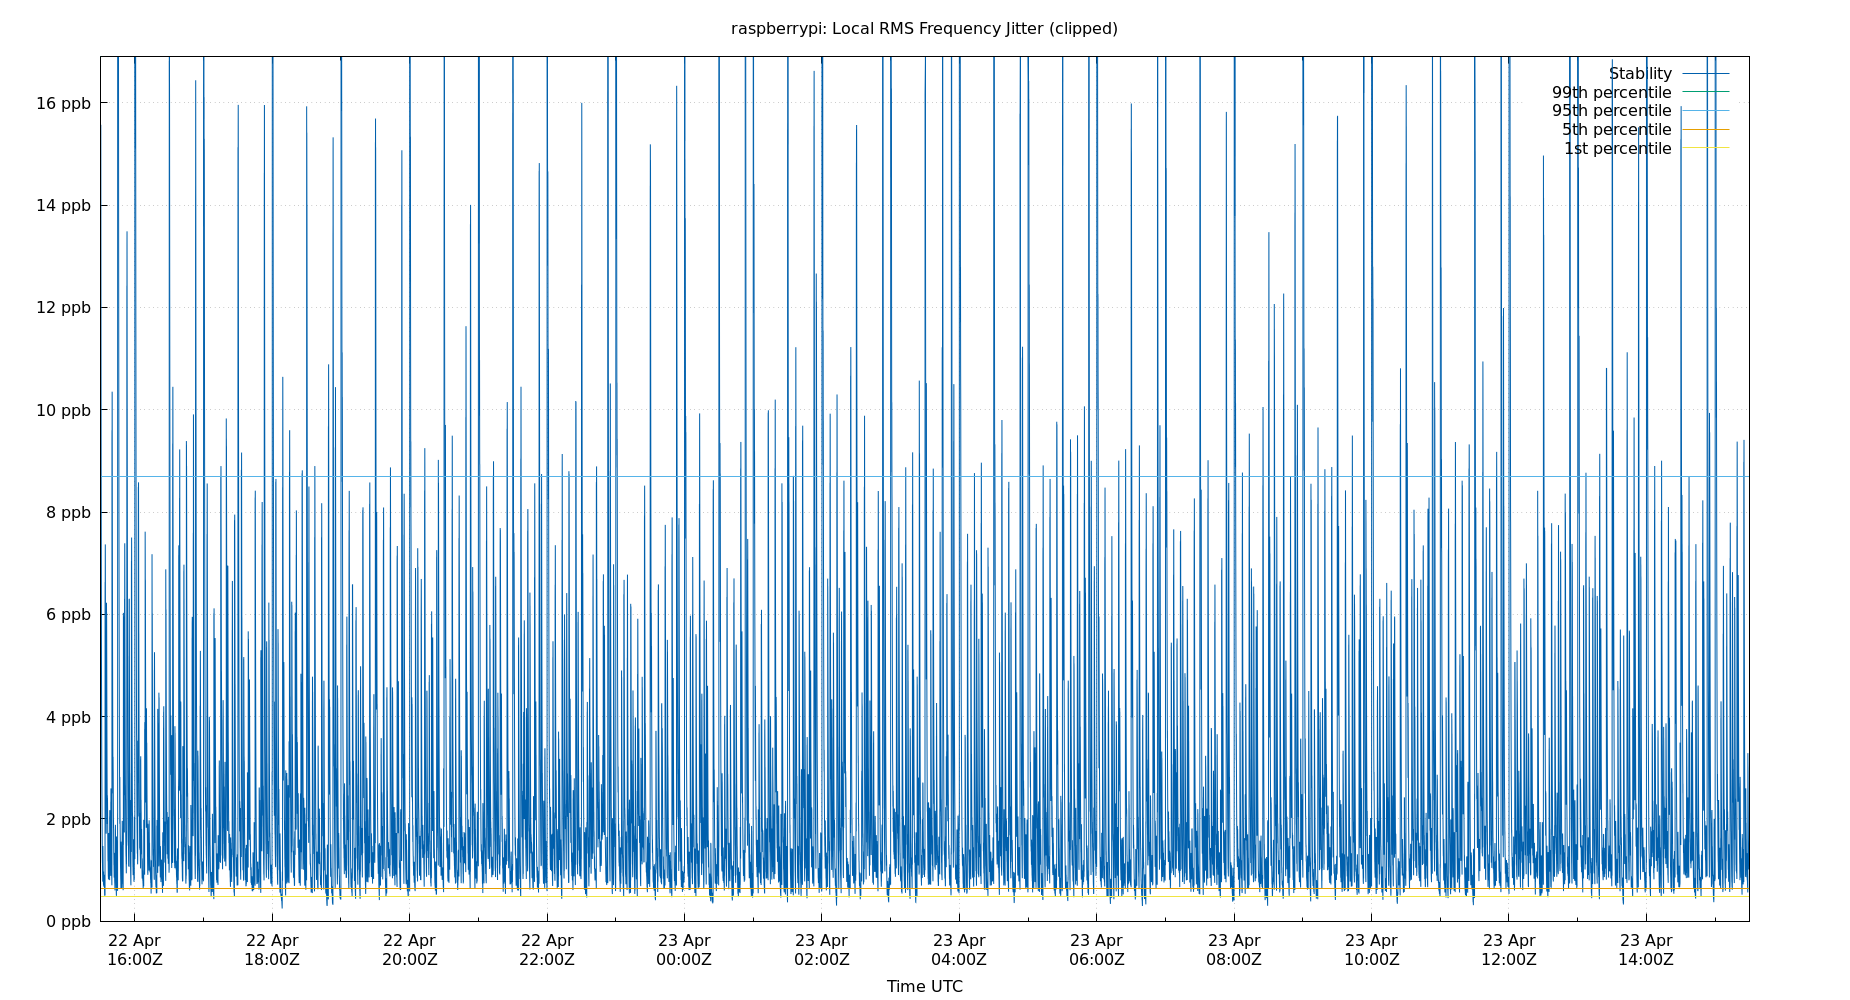 raspberrypi: Local RMS Frequency Jitter (clipped)
Stability
99th percentile
95th percentile
5th percentile
1st percentile
16 ppb
14 ppb
12 ppb
10 ppb
8 ppb
6 ppb
4 ppb
2 ppb
0 ppb
22 Apr 22 Apr 22 Apr 22 Apr 23 Apr 23 Apr 23 Apr 23 Apr 23 Apr 23 Apr 23 Apr 23 Apr
16:00Z 18:00Z 20:00Z 22:00Z 00:00Z 02:00Z 04:00Z 06:00Z 08:00Z 10:00Z 12:00Z 14:00Z
Time UTC